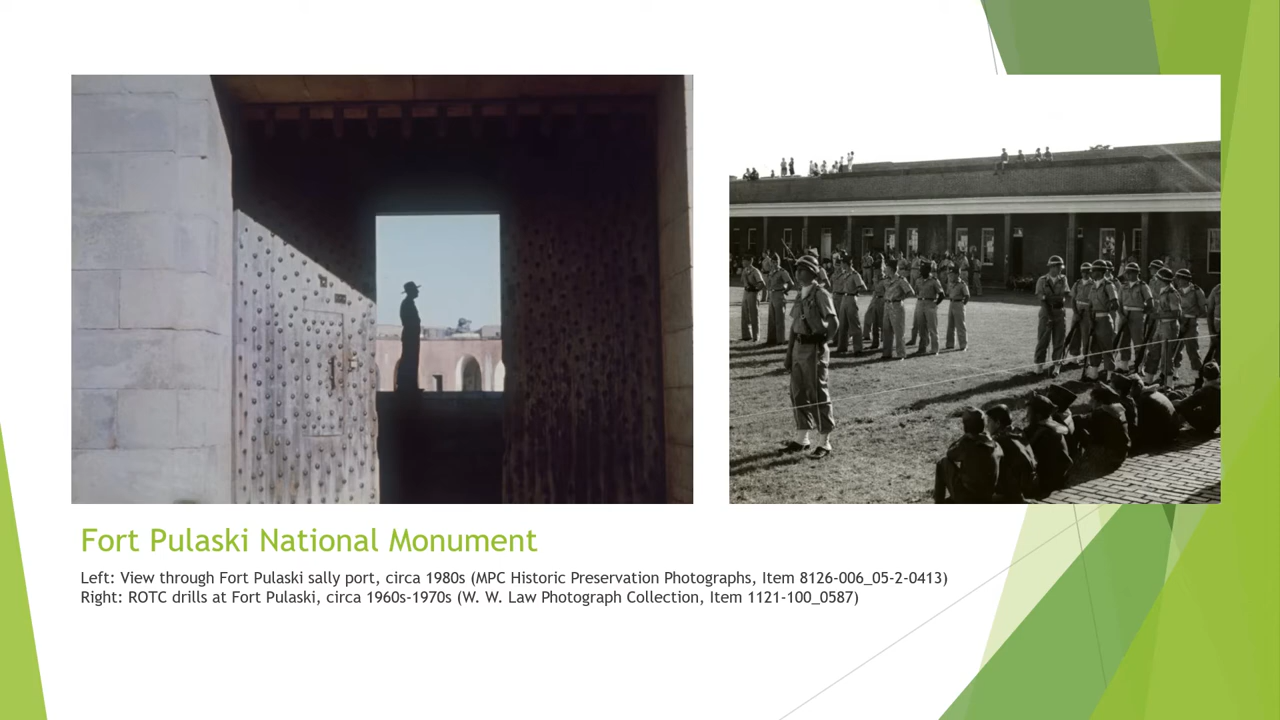 Fort Pulaski National Monument
Left: View through Fort Pulaski sally port, circa 1980s (MPC Historic Preservation Photographs, Item 8126-006_05-2-0413)
Right: ROTC drills at Fort Pulaski, circa 1960s-1970s (W. W. Law Photograph Collection, Item 1121-100_0587)